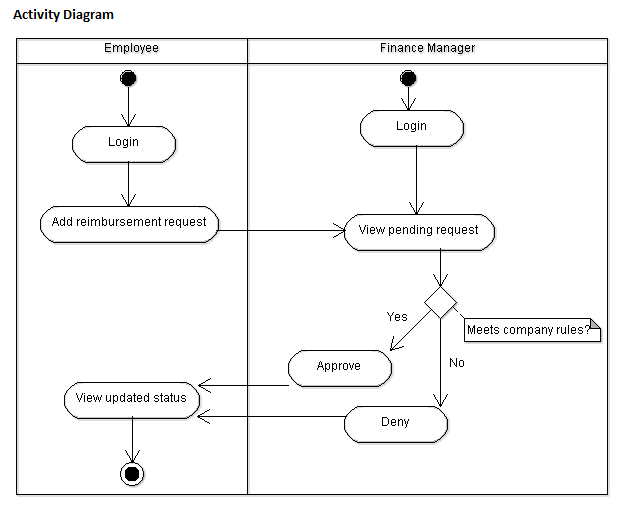 Activity Diagram
Employee
Finance Manager
Login
Login
Add reimbursement request
View pending request
Yes
Meets company rules?
No
Approve
View updated status
Deny